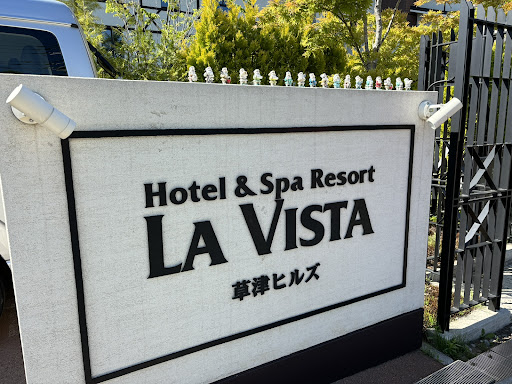 Hotel & Spa Resort
LA VISTA
草津ヒルズ